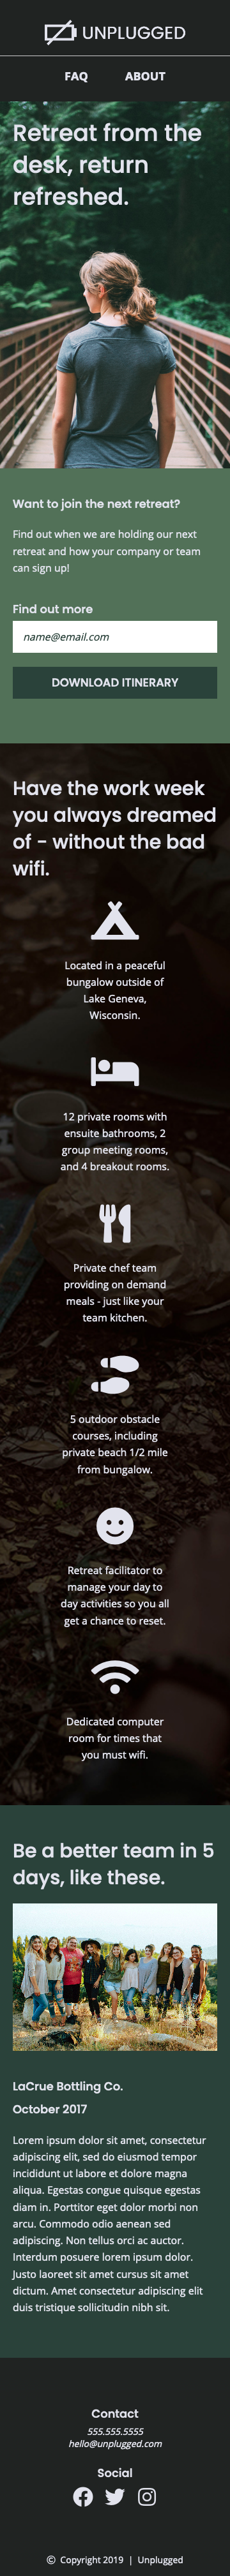 UNPLUGGED
FAQ ABOUT
Retreat from the
desk, return
refreshed.
Want to join the next retreat?
Find out when we are holding our next
retreat and how your company or team
can sign up!
Find out more
name@email.com
DOWNLOAD ITINERARY
Have the work week
you always dreamed
of - without the bad
wifi.
Located in a peaceful
bungalow outside of
Lake Geneva,
Wisconsin.
12 private rooms with
ensuite bathrooms, 2
group meeting rooms,
and 4 breakout rooms.
Private chef team
providing on demand
meals - just like your
team kitchen.
5 outdoor obstacle
courses, including
private beach 1/2 mile
from bungalow.
Retreat facilitator to
manage your day to
day activities so you all
get a chance to reset.
Dedicated computer
room for times that
you must wifi.
Be a better team in 5
days, like these.
LaCrue Bottling Co.
October 2017
Lorem ipsum dolor sit amet, consectetur
adipiscing elit, sed do eiusmod tempor
incididunt ut labore et dolore magna
aliqua. Egestas congue quisque egestas
diam in. Porttitor eget dolor morbi non
arcu. Commodo odio aenean sed
adipiscing. Non tellus orci ac auctor.
Interdum posuere lorem ipsum dolor.
Justo laoreet sit amet cursus sit amet
dictum. Amet consectetur adipiscing elit
duis tristique sollicitudin nibh sit.
Contact
555.555.5555
hello@unplugged.com
Social
© Copyright 2019 | Unplugged